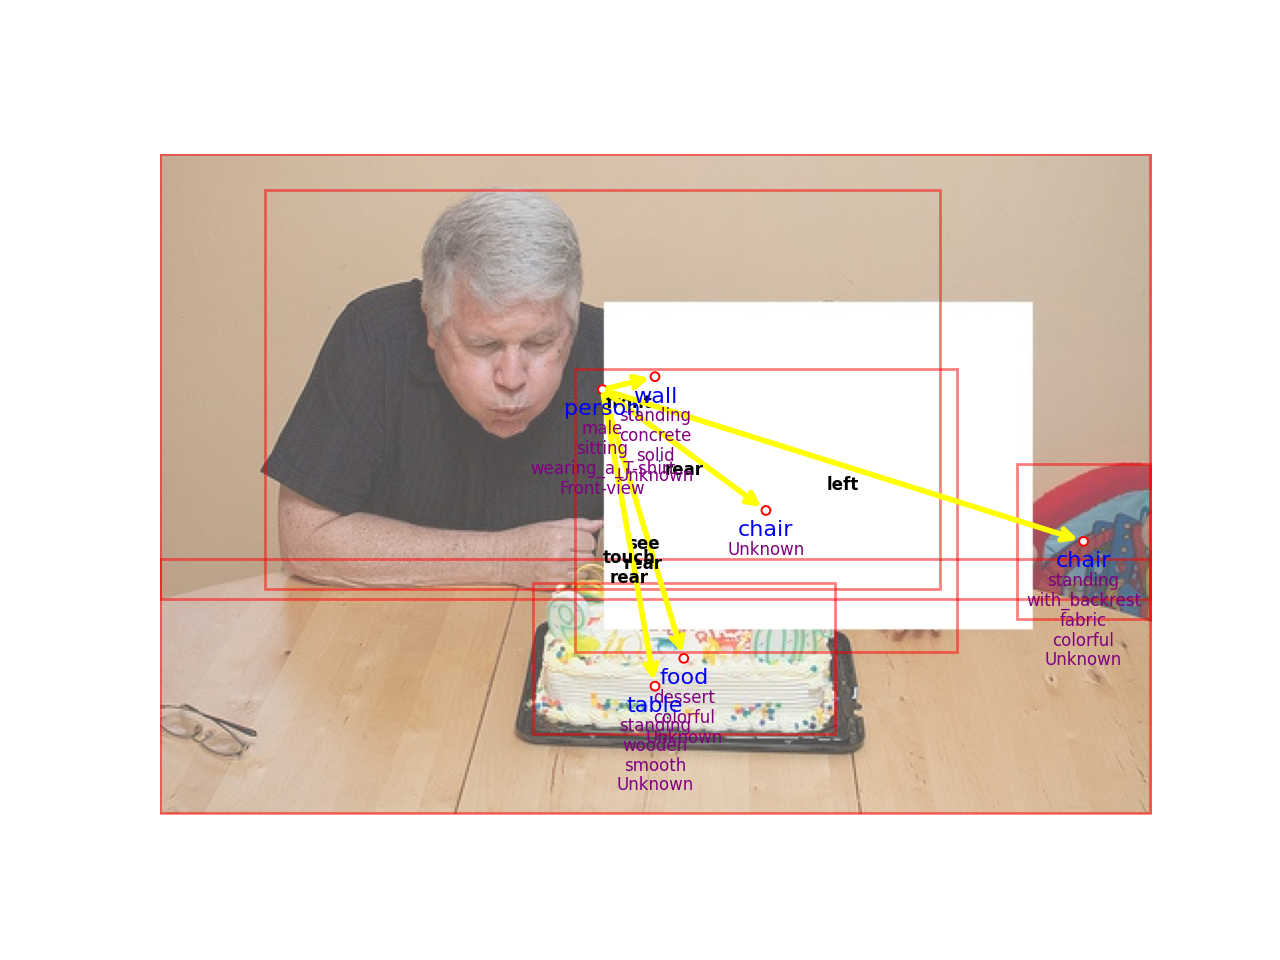 wall
person
standing
male
concrete
sitting
solid
wearing_a_T-shirt
rear
Unknown
left
Front-view
chair
Unknown
see
touch
rear
rear
chair
standing
with_backrest
fabric
colorful
Unknown
food
dessert
table
colorful
standing
Unknown
wooden
smooth
Unknown